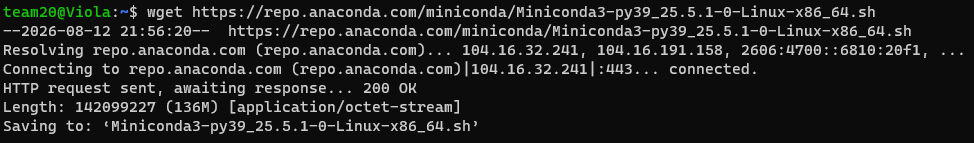 team20@Viola:~$ wget https://repo.anaconda.com/miniconda/Miniconda3-py39_25.5.1-0-Linux-x86_64.sh
--2026-08-12 21:56:20--  https://repo.anaconda.com/miniconda/Miniconda3-py39_25.5.1-0-Linux-x86_64.sh
Resolving repo.anaconda.com (repo.anaconda.com)... 104.16.32.241, 104.16.191.158, 2606:4700::6810:20f1, ...
Connecting to repo.anaconda.com (repo.anaconda.com)|104.16.32.241|:443... connected.
HTTP request sent, awaiting response... 200 OK
Length: 142099227 (136M) [application/octet-stream]
Saving to: ‘Miniconda3-py39_25.5.1-0-Linux-x86_64.sh’